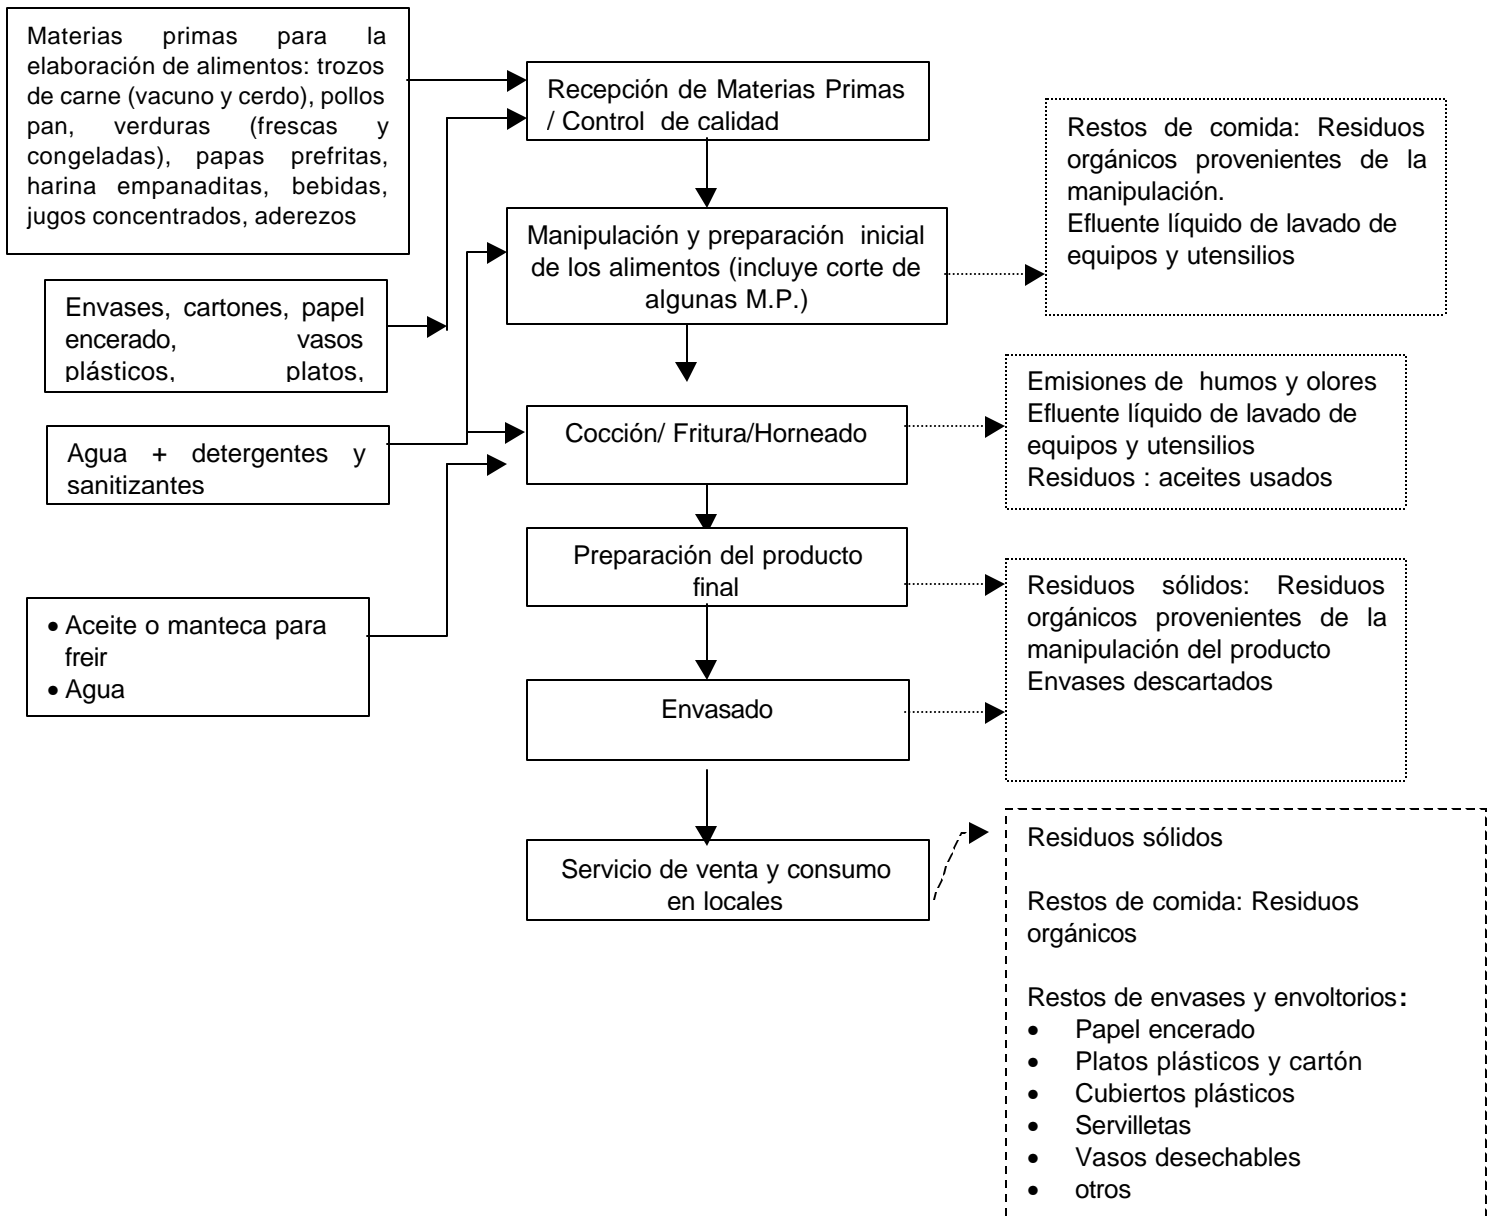 Materias primas para la
elaboración de alimentos: trozos
de carne (vacuno y cerdo), pollos
pan, verduras (frescas y
congeladas), papas prefritas,
harina empanaditas, bebidas,
jugos concentrados, aderezos
Envases, cartones, papel
encerado, vasos
plásticos, platos,
Agua + detergentes y
sanitizantes
• Aceite o manteca para
freir
• Agua
Recepción de Materias Primas
/ Control de calidad
Manipulación y preparación inicial
de los alimentos (incluye corte de
algunas M.P.)
Cocción/ Fritura/Horneado
Preparación del producto
final
Envasado
Servicio de venta y consumo
en locales
Restos de comida: Residuos
orgánicos provenientes de la
manipulación.
Efluente líquido de lavado de
equipos y utensilios
Emisiones de humos y olores
Efluente líquido de lavado de
equipos y utensilios
Residuos : aceites usados
Residuos sólidos: Residuos
orgánicos provenientes de la
manipulación del producto
Envases descartados
Residuos sólidos
Restos de comida: Residuos
orgánicos
Restos de envases y envoltorios:
• Papel encerado
• Platos plásticos y cartón
• Cubiertos plásticos
• Servilletas
• Vasos desechables
• otros